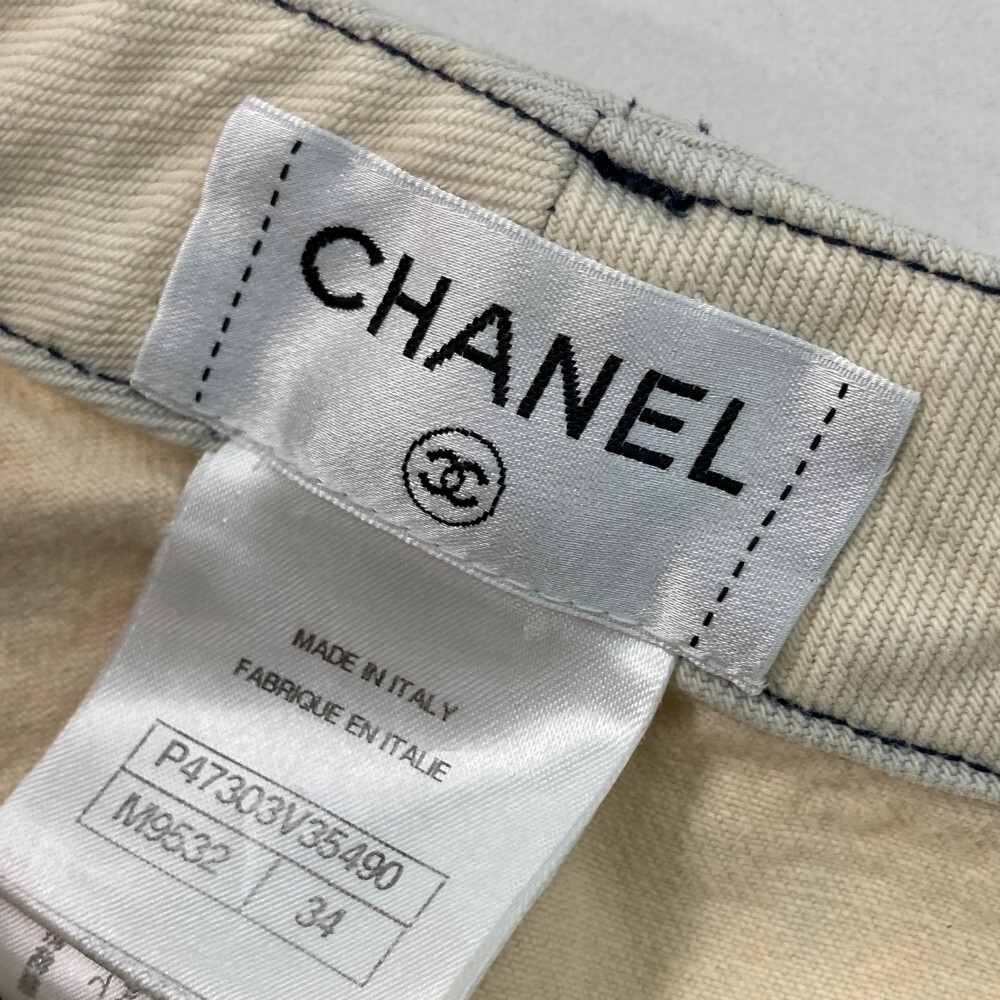 CHANEL
MADE IN ITALY
FABRIQUE EN ITALIE
P47303V35490
M9532 34